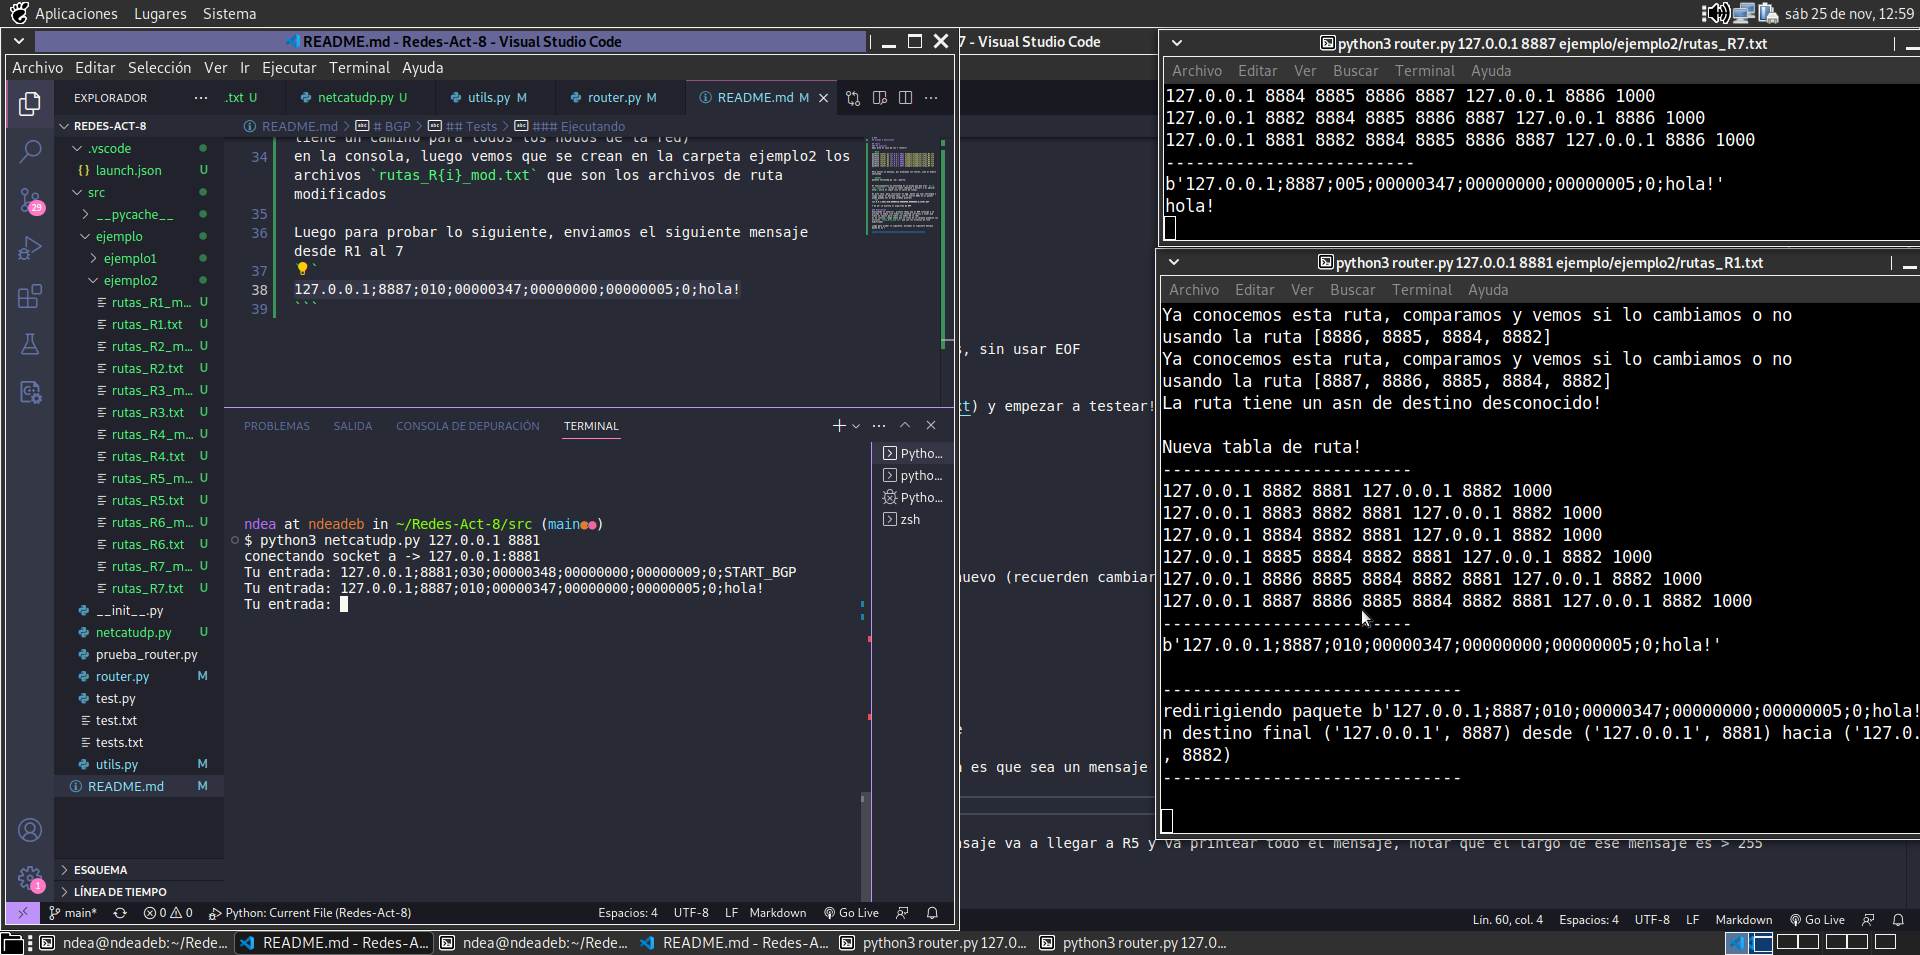 Aplicaciones Lugares Sistema
sáb 25 de nov, 12:59
README.md - Redes-Act-8 - Visual Studio Code
Archivo Editar Selección Ver Ir Ejecutar Terminal Ayuda
EXPLORADOR
.txt U
netcatudp.py U
utils.py M
router.py M
README.md M
REDES-ACT-8
README.md > # BGP > ## Tests > ### Ejecutando
.vscode
launch.json
src
__pycache__
ejemplo
ejemplo1
ejemplo2
rutas_R1_m... U
rutas_R1.txt U
rutas_R2_m... U
rutas_R2.txt U
rutas_R3_m... U
rutas_R3.txt U
rutas_R4_m... U
rutas_R4.txt U
rutas_R5_m... U
rutas_R5.txt U
rutas_R6_m... U
rutas_R6.txt U
rutas_R7_m... U
rutas_R7.txt U
__init__.py
netcatudp.py U
prueba_router.py
router.py M
test.py
test.txt
tests.txt
utils.py M
README.md M
ESQUEMA
LÍNEA DE TIEMPO
29
1
tiene un camino para todos los nodos de la red)
34 en la consola, luego vemos que se crean en la carpeta ejemplo2 los
archivos `rutas_R{i}_mod.txt` que son los archivos de ruta
modificados
35
36 Luego para probar lo siguiente, enviamos el siguiente mensaje
desde R1 al 7
37
38 127.0.0.1;8887;010;00000347;00000000;00000005;0;hola!
39 ```
PROBLEMAS SALIDA CONSOLA DE DEPURACIÓN TERMINAL
Pytho...
pytho...
Pytho...
zsh
ndea at ndeadeb in ~/Redes-Act-8/src (main●●)
$ python3 netcatudp.py 127.0.0.1 8881
conectando socket a -> 127.0.0.1:8881
Tu entrada: 127.0.0.1;8881;030;00000348;00000000;00000009;0;START_BGP
Tu entrada: 127.0.0.1;8887;010;00000347;00000000;00000005;0;hola!
Tu entrada:
main* 0 0 Python: Current File (Redes-Act-8) Espacios: 4 UTF-8 LF Markdown Go Live
7 - Visual Studio Code
, sin usar EOF
) y empezar a testear!
nuevo (recuerden cambiar
es que sea un mensaje
saje va a llegar a R5 y va printear todo el mensaje, notar que el largo de ese mensaje es > 255
Lín. 60, col. 4 Espacios: 4 UTF-8 LF Markdown Go Live
python3 router.py 127.0.0.1 8887 ejemplo/ejemplo2/rutas_R7.txt
Archivo Editar Ver Buscar Terminal Ayuda
127.0.0.1 8884 8885 8886 8887 127.0.0.1 8886 1000
127.0.0.1 8882 8884 8885 8886 8887 127.0.0.1 8886 1000
127.0.0.1 8881 8882 8884 8885 8886 8887 127.0.0.1 8886 1000
-------------------------
b'127.0.0.1;8887;005;00000347;00000000;00000005;0;hola!'
hola!
python3 router.py 127.0.0.1 8881 ejemplo/ejemplo2/rutas_R1.txt
Archivo Editar Ver Buscar Terminal Ayuda
Ya conocemos esta ruta, comparamos y vemos si lo cambiamos o no
usando la ruta [8886, 8885, 8884, 8882]
Ya conocemos esta ruta, comparamos y vemos si lo cambiamos o no
usando la ruta [8887, 8886, 8885, 8884, 8882]
La ruta tiene un asn de destino desconocido!
Nueva tabla de ruta!
-------------------------
127.0.0.1 8882 8881 127.0.0.1 8882 1000
127.0.0.1 8883 8882 8881 127.0.0.1 8882 1000
127.0.0.1 8884 8882 8881 127.0.0.1 8882 1000
127.0.0.1 8885 8884 8882 8881 127.0.0.1 8882 1000
127.0.0.1 8886 8885 8884 8882 8881 127.0.0.1 8882 1000
127.0.0.1 8887 8886 8885 8884 8882 8881 127.0.0.1 8882 1000
-------------------------
b'127.0.0.1;8887;010;00000347;00000000;00000005;0;hola!'
------------------------------
redirigiendo paquete b'127.0.0.1;8887;010;00000347;00000000;00000005;0;hola!
n destino final ('127.0.0.1', 8887) desde ('127.0.0.1', 8881) hacia ('127.0.
, 8882)
------------------------------
ndea@ndeadeb:~/Rede... README.md - Redes-A... ndea@ndeadeb:~/Rede... README.md - Redes-A... python3 router.py 127.0... python3 router.py 127.0...